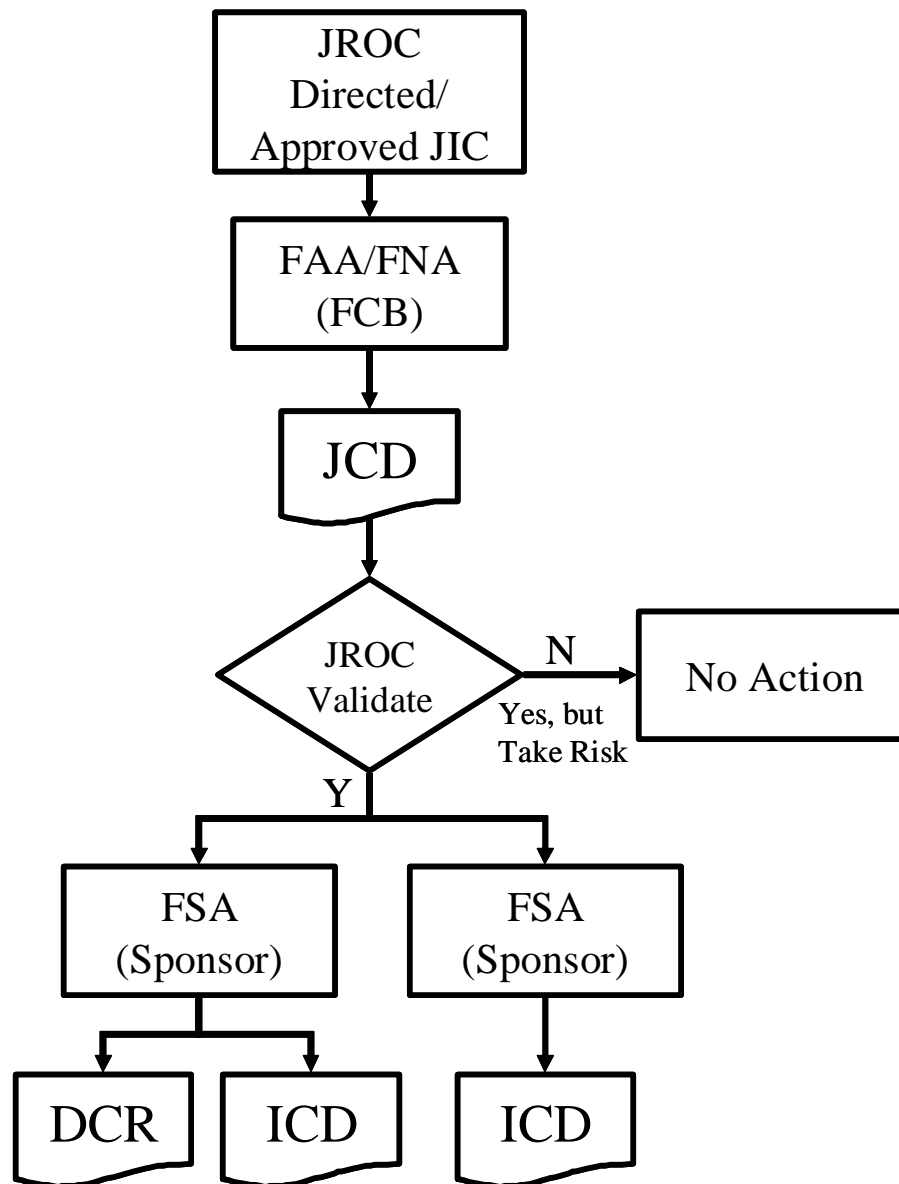 JROC
Directed/
Approved JIC
FAA/FNA
(FCB)
JCD
JROC
Validate
N
Yes, but
Take Risk
No Action
Y
FSA
(Sponsor)
FSA
(Sponsor)
DCR
ICD
ICD